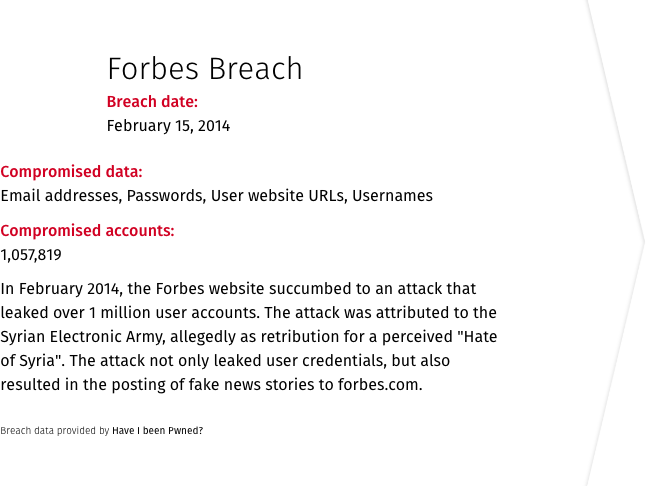 Forbes Breach
Breach date:
February 15, 2014
Compromised data:
Email addresses, Passwords, User website URLs, Usernames
Compromised accounts:
1,057,819
In February 2014, the Forbes website succumbed to an attack that
leaked over 1 million user accounts. The attack was attributed to the
Syrian Electronic Army, allegedly as retribution for a perceived "Hate
of Syria". The attack not only leaked user credentials, but also
resulted in the posting of fake news stories to forbes.com.
Breach data provided by Have I been Pwned?